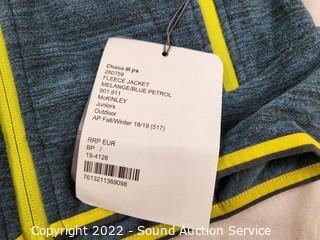 Choco III jrs
280759
FLEECE JACKET
MELANGE/BLUE PETROL
901 911
McKINLEY
Juniors
Outdoor
AP Fall/Winter 18/19 (517)
RRP EUR
BP /
19-4126
7613211389098
Copyright 2022 - Sound Auction Service